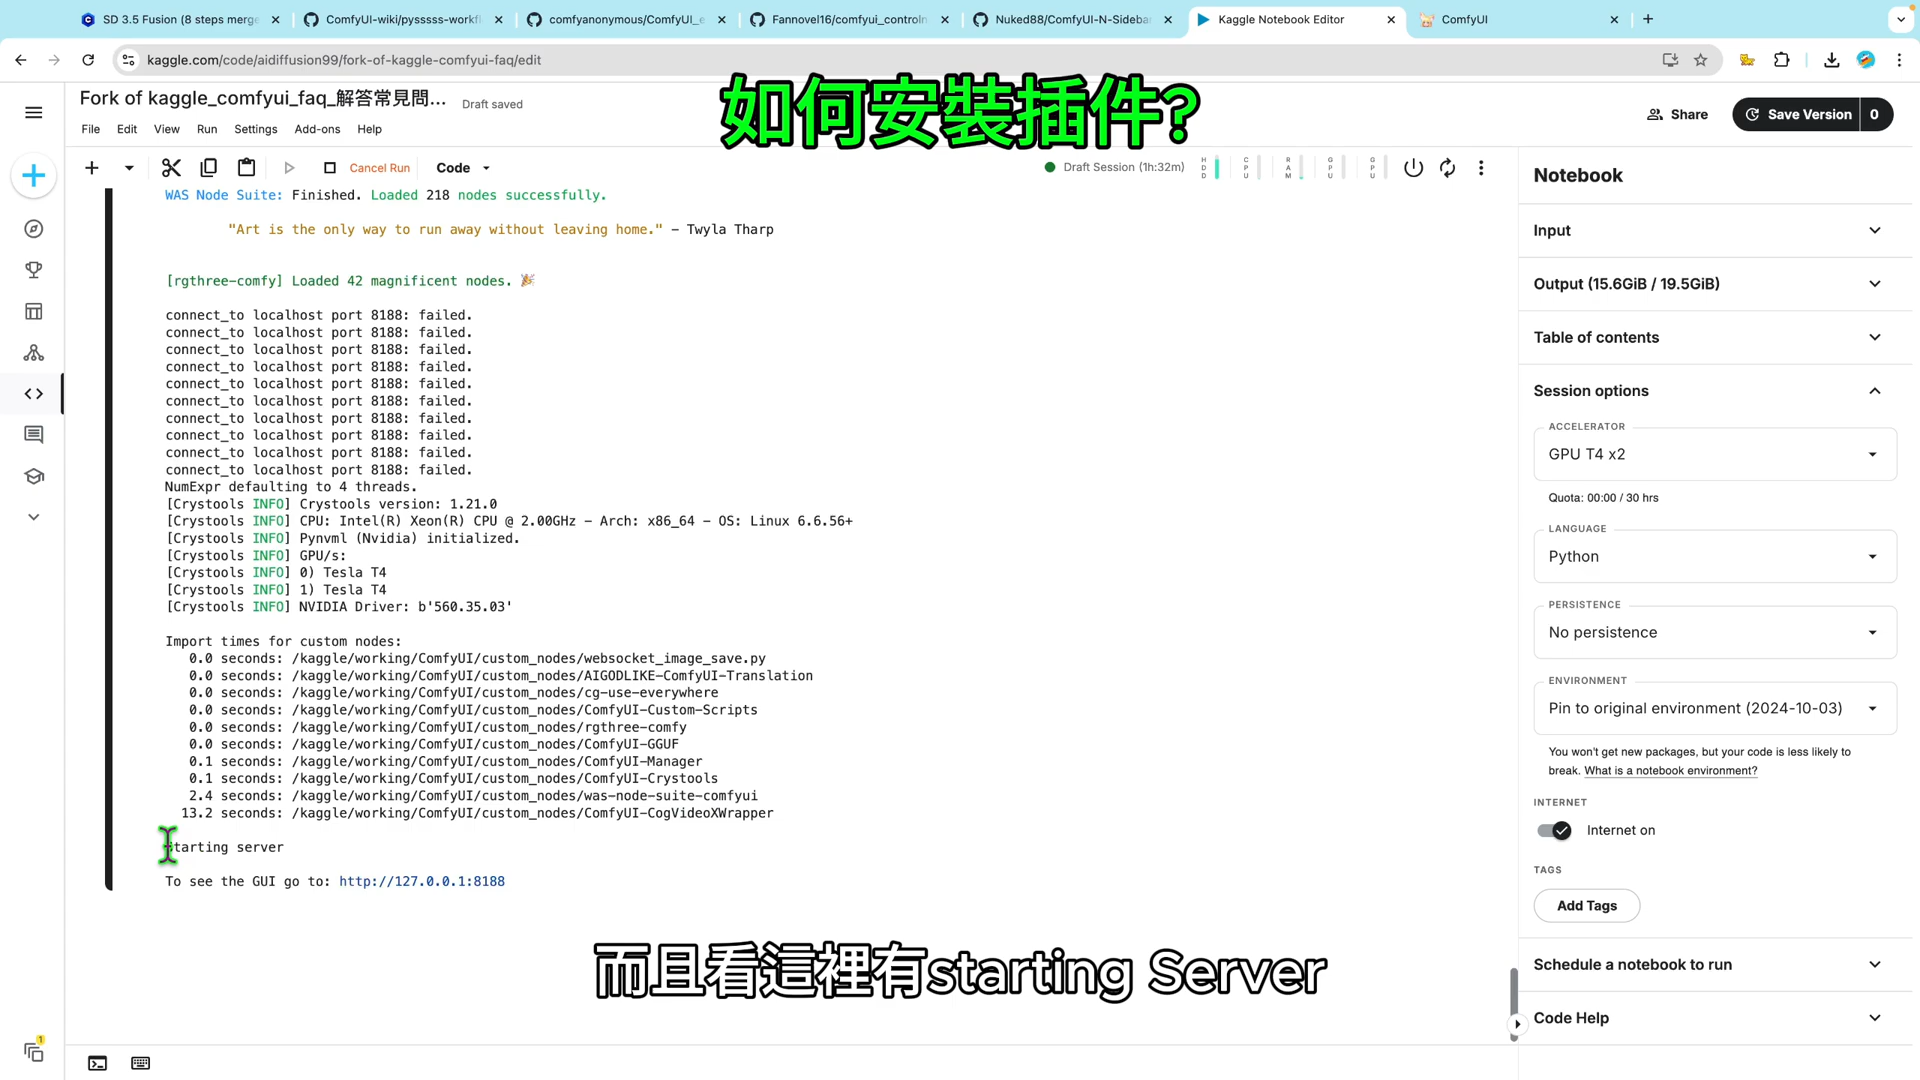 SD 3.5 Fusion (8 steps merge
ComfyUI-wiki/pysssss-workfl
comfyanonymous/ComfyUI_e
Fannovel16/comfyui_controln
Nuked88/ComfyUI-N-Sideba
Kaggle Notebook Editor
ComfyUI
kaggle.com/code/aidiffusion99/fork-of-kaggle-comfyui-faq/edit
Fork of kaggle_comfyui_faq_解答常見問...
Draft saved
如何安裝插件?
Share
Save Version
0
File
Edit
View
Run
Settings
Add-ons
Help
Cancel Run
Code
Draft Session (1h:32m)
HDD
CPU
RAM
GPU
GPU
WAS Node Suite: Finished. Loaded 218 nodes successfully.
"Art is the only way to run away without leaving home." - Twyla Tharp
[rgthree-comfy] Loaded 42 magnificent nodes. 🎉
connect_to localhost port 8188: failed.
connect_to localhost port 8188: failed.
connect_to localhost port 8188: failed.
connect_to localhost port 8188: failed.
connect_to localhost port 8188: failed.
connect_to localhost port 8188: failed.
connect_to localhost port 8188: failed.
connect_to localhost port 8188: failed.
connect_to localhost port 8188: failed.
connect_to localhost port 8188: failed.
NumExpr defaulting to 4 threads.
[Crystools INFO] Crystools version: 1.21.0
[Crystools INFO] CPU: Intel(R) Xeon(R) CPU @ 2.00GHz - Arch: x86_64 - OS: Linux 6.6.56+
[Crystools INFO] Pynvml (Nvidia) initialized.
[Crystools INFO] GPU/s:
[Crystools INFO] 0) Tesla T4
[Crystools INFO] 1) Tesla T4
[Crystools INFO] NVIDIA Driver: b'560.35.03'
Import times for custom nodes:
0.0 seconds: /kaggle/working/ComfyUI/custom_nodes/websocket_image_save.py
0.0 seconds: /kaggle/working/ComfyUI/custom_nodes/AIGODLIKE-ComfyUI-Translation
0.0 seconds: /kaggle/working/ComfyUI/custom_nodes/cg-use-everywhere
0.0 seconds: /kaggle/working/ComfyUI/custom_nodes/ComfyUI-Custom-Scripts
0.0 seconds: /kaggle/working/ComfyUI/custom_nodes/rgthree-comfy
0.0 seconds: /kaggle/working/ComfyUI/custom_nodes/ComfyUI-GGUF
0.1 seconds: /kaggle/working/ComfyUI/custom_nodes/ComfyUI-Manager
0.1 seconds: /kaggle/working/ComfyUI/custom_nodes/ComfyUI-Crystools
2.4 seconds: /kaggle/working/ComfyUI/custom_nodes/was-node-suite-comfyui
13.2 seconds: /kaggle/working/ComfyUI/custom_nodes/ComfyUI-CogVideoXWrapper
Starting server
To see the GUI go to: http://127.0.0.1:8188
而且看這裡有starting Server
Notebook
Input
Output (15.6GiB / 19.5GiB)
Table of contents
Session options
ACCELERATOR
GPU T4 x2
Quota: 00:00 / 30 hrs
LANGUAGE
Python
PERSISTENCE
No persistence
ENVIRONMENT
Pin to original environment (2024-10-03)
You won't get new packages, but your code is less likely to
break. What is a notebook environment?
INTERNET
Internet on
TAGS
Add Tags
Schedule a notebook to run
Code Help
1